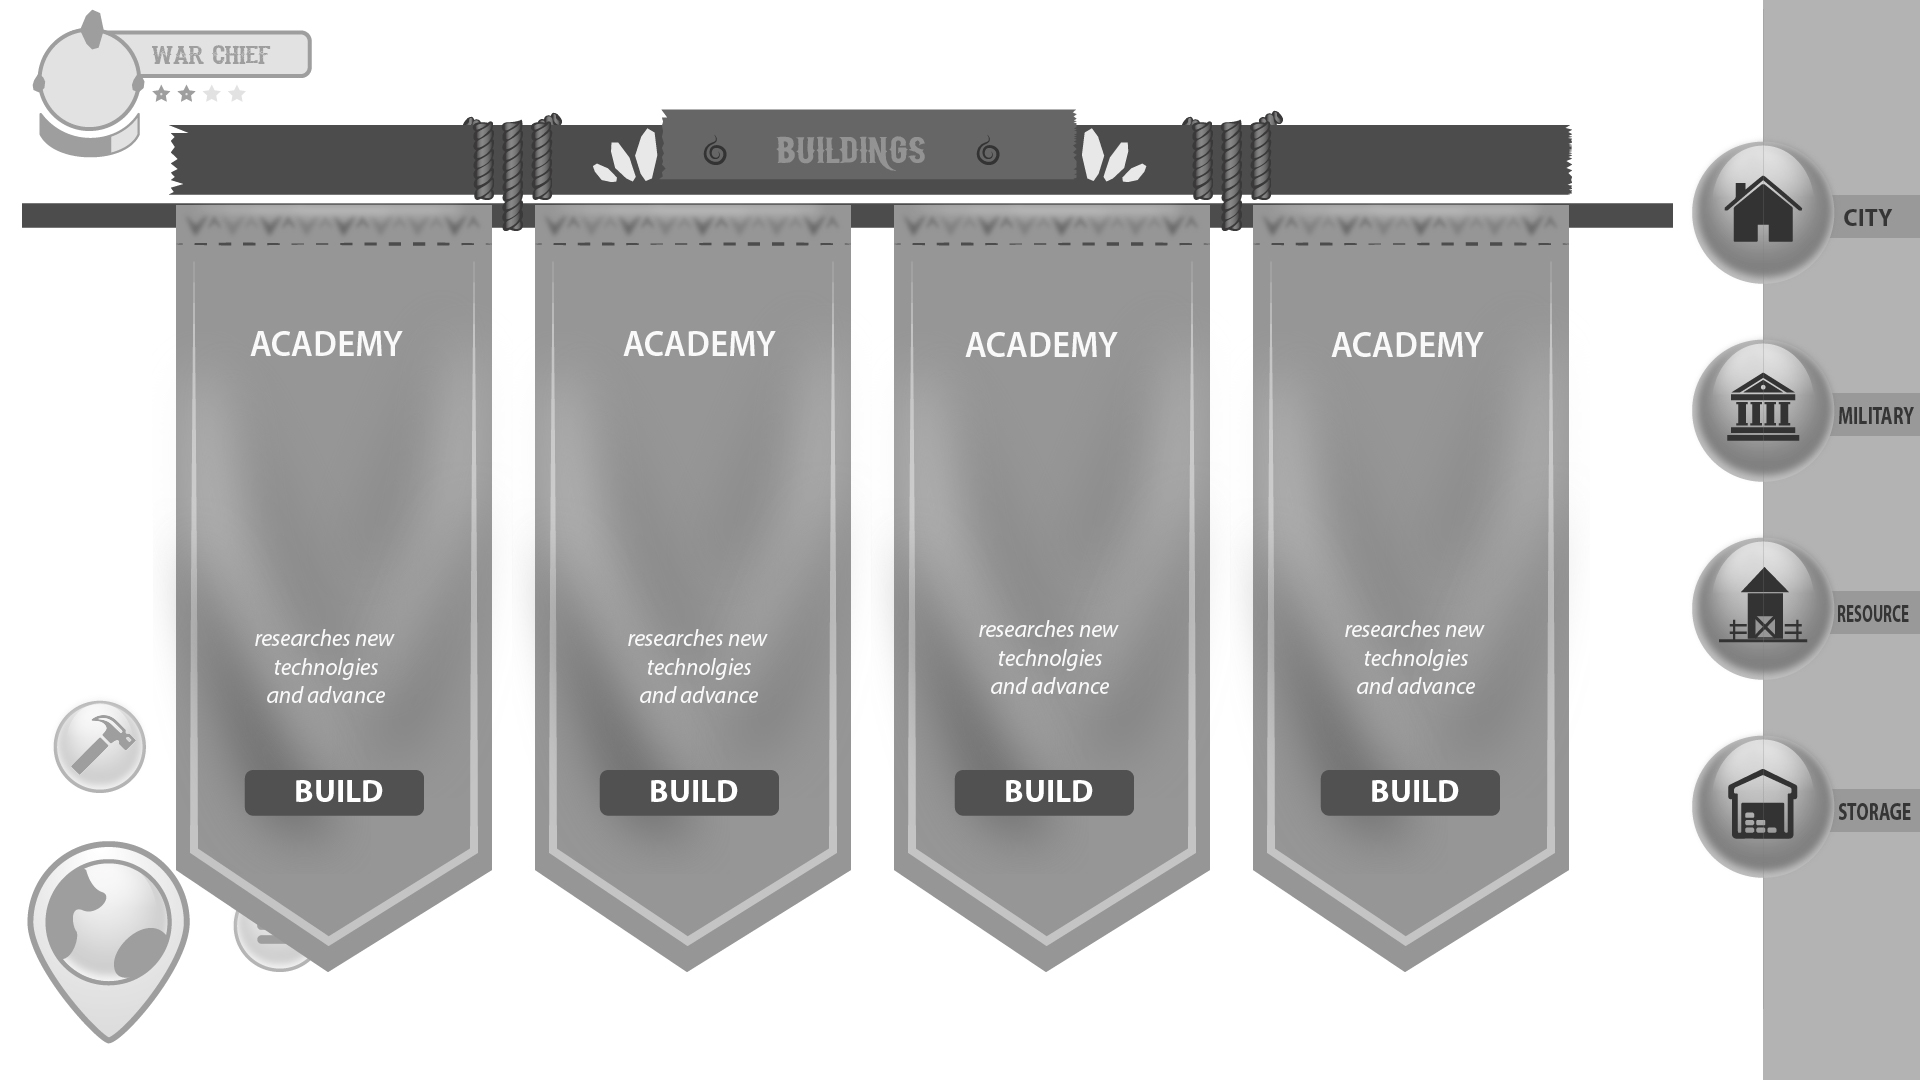 WAR CHIEF
BUILDINGS
ACADEMY
researches new
technolgies
and advance
BUILD
ACADEMY
researches new
technolgies
and advance
BUILD
ACADEMY
researches new
technolgies
and advance
BUILD
ACADEMY
researches new
technolgies
and advance
BUILD
CITY
MILITARY
RESOURCE
STORAGE